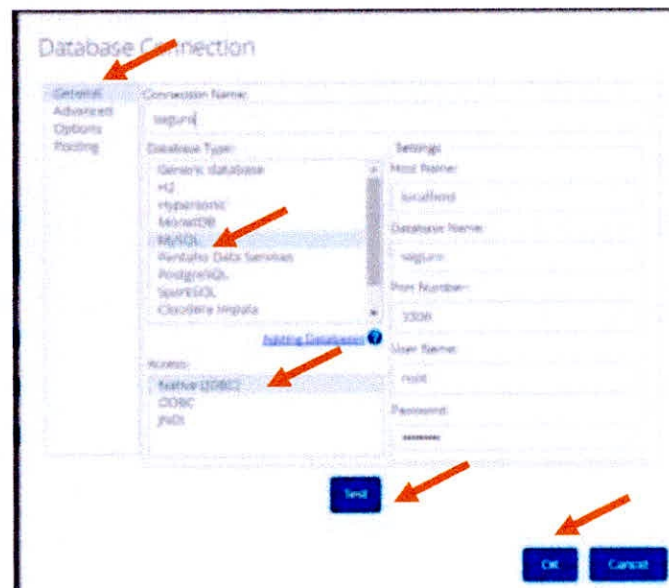 Database Connection
General
Advanced
Options
Pooling
Connection Name:
seguro
Database Type:
Generic database
H2
Hypersonic
MonetDB
MySQL
Pentaho Data Services
PostgreSQL
SparkSQL
Cloudera Impala
Adding Databases ?
Access:
Native (JDBC)
ODBC
JNDI
Settings
Host Name:
localhost
Database Name:
seguro
Port Number:
3306
User Name:
root
Password:
Test
OK
Cancel